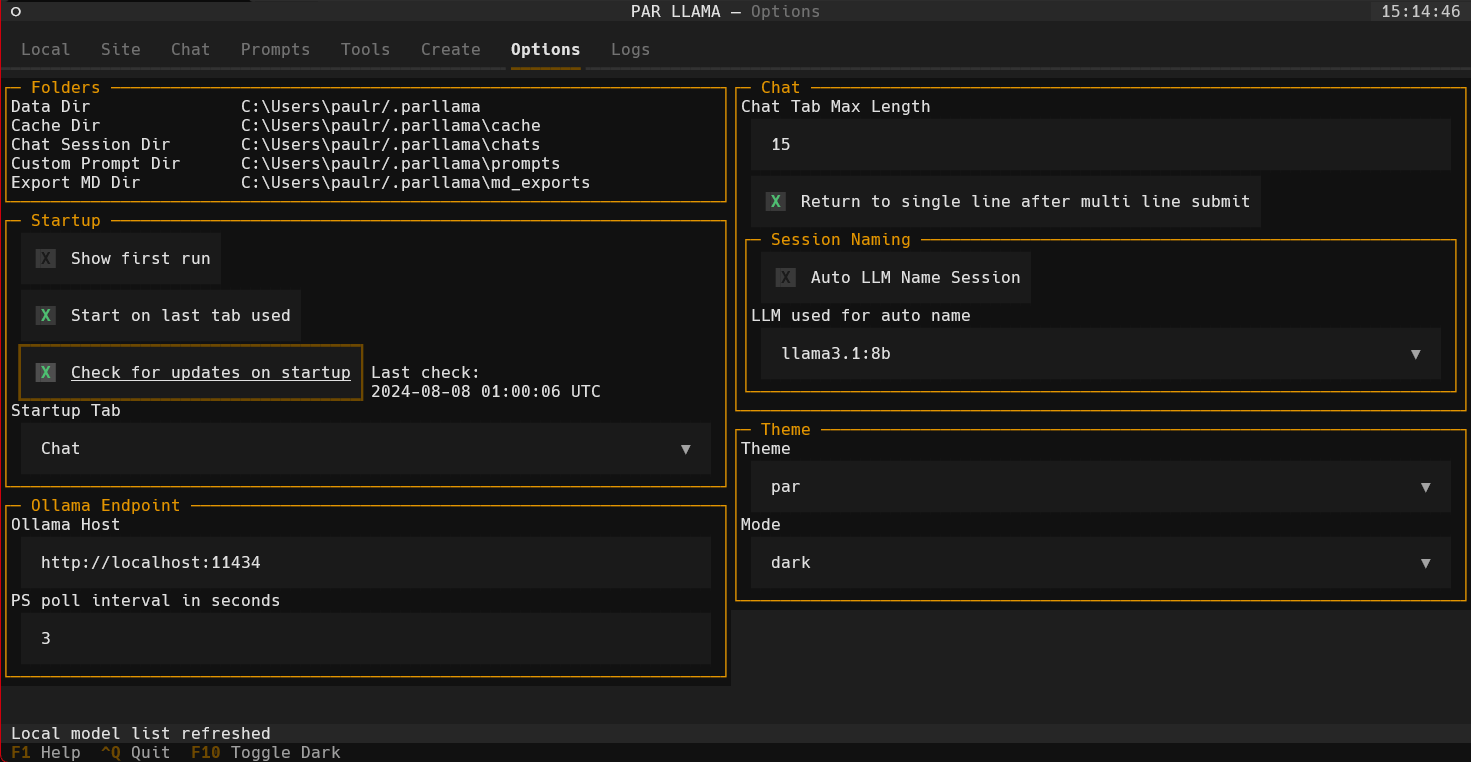 PAR LLAMA — Options 15:14:46
Local Site Chat Prompts Tools Create Options Logs
Folders
Data Dir C:\Users\paulr/.parllama
Cache Dir C:\Users\paulr/.parllama\cache
Chat Session Dir C:\Users\paulr/.parllama\chats
Custom Prompt Dir C:\Users\paulr/.parllama\prompts
Export MD Dir C:\Users\paulr/.parllama\md_exports
Startup
X Show first run
X Start on last tab used
X Check for updates on startup Last check:
2024-08-08 01:00:06 UTC
Startup Tab
Chat ▼
Ollama Endpoint
Ollama Host
http://localhost:11434
PS poll interval in seconds
3
Chat
Chat Tab Max Length
15
X Return to single line after multi line submit
Session Naming
X Auto LLM Name Session
LLM used for auto name
llama3.1:8b ▼
Theme
Theme
par ▼
Mode
dark ▼
Local model list refreshed
F1 Help ^Q Quit F10 Toggle Dark